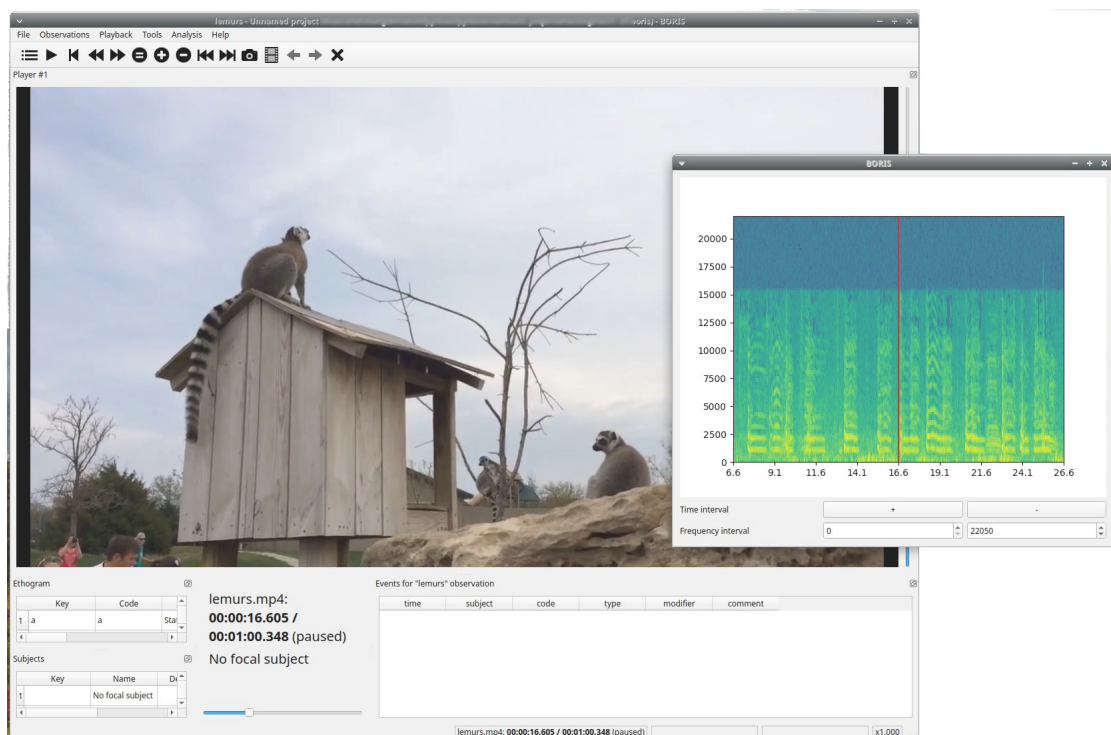 lemurs - Unnamed project
oris) - BORIS
File Observations Playback Tools Analysis Help
Player #1
BORIS
20000
17500
15000
12500
10000
7500
5000
2500
0
6.6 9.1 11.6 14.1 16.6 19.1 21.6 24.1 26.6
Time interval + -
Frequency interval 0 22050
Ethogram
Key Code
1 a a Stat
Subjects
Key Name De
1 No focal subject
lemurs.mp4:
00:00:16.605 /
00:01:00.348 (paused)
No focal subject
Events for "lemurs" observation
time subject code type modifier comment
lemurs.mp4: 00:00:16.605 / 00:01:00.348 (paused) x1.000